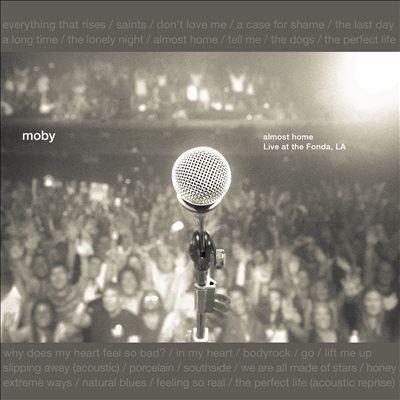 everything that rises / saints / don't love me / a case for shame / the last day
a long time / the lonely night / almost home / tell me / the dogs / the perfect life
moby
almost home
Live at the Fonda, LA
why does my heart feel so bad? / in my heart / bodyrock / go / lift me up
slipping away (acoustic) / porcelain / southside / we are all made of stars / honey
extreme ways / natural blues / feeling so real / the perfect life (acoustic reprise)